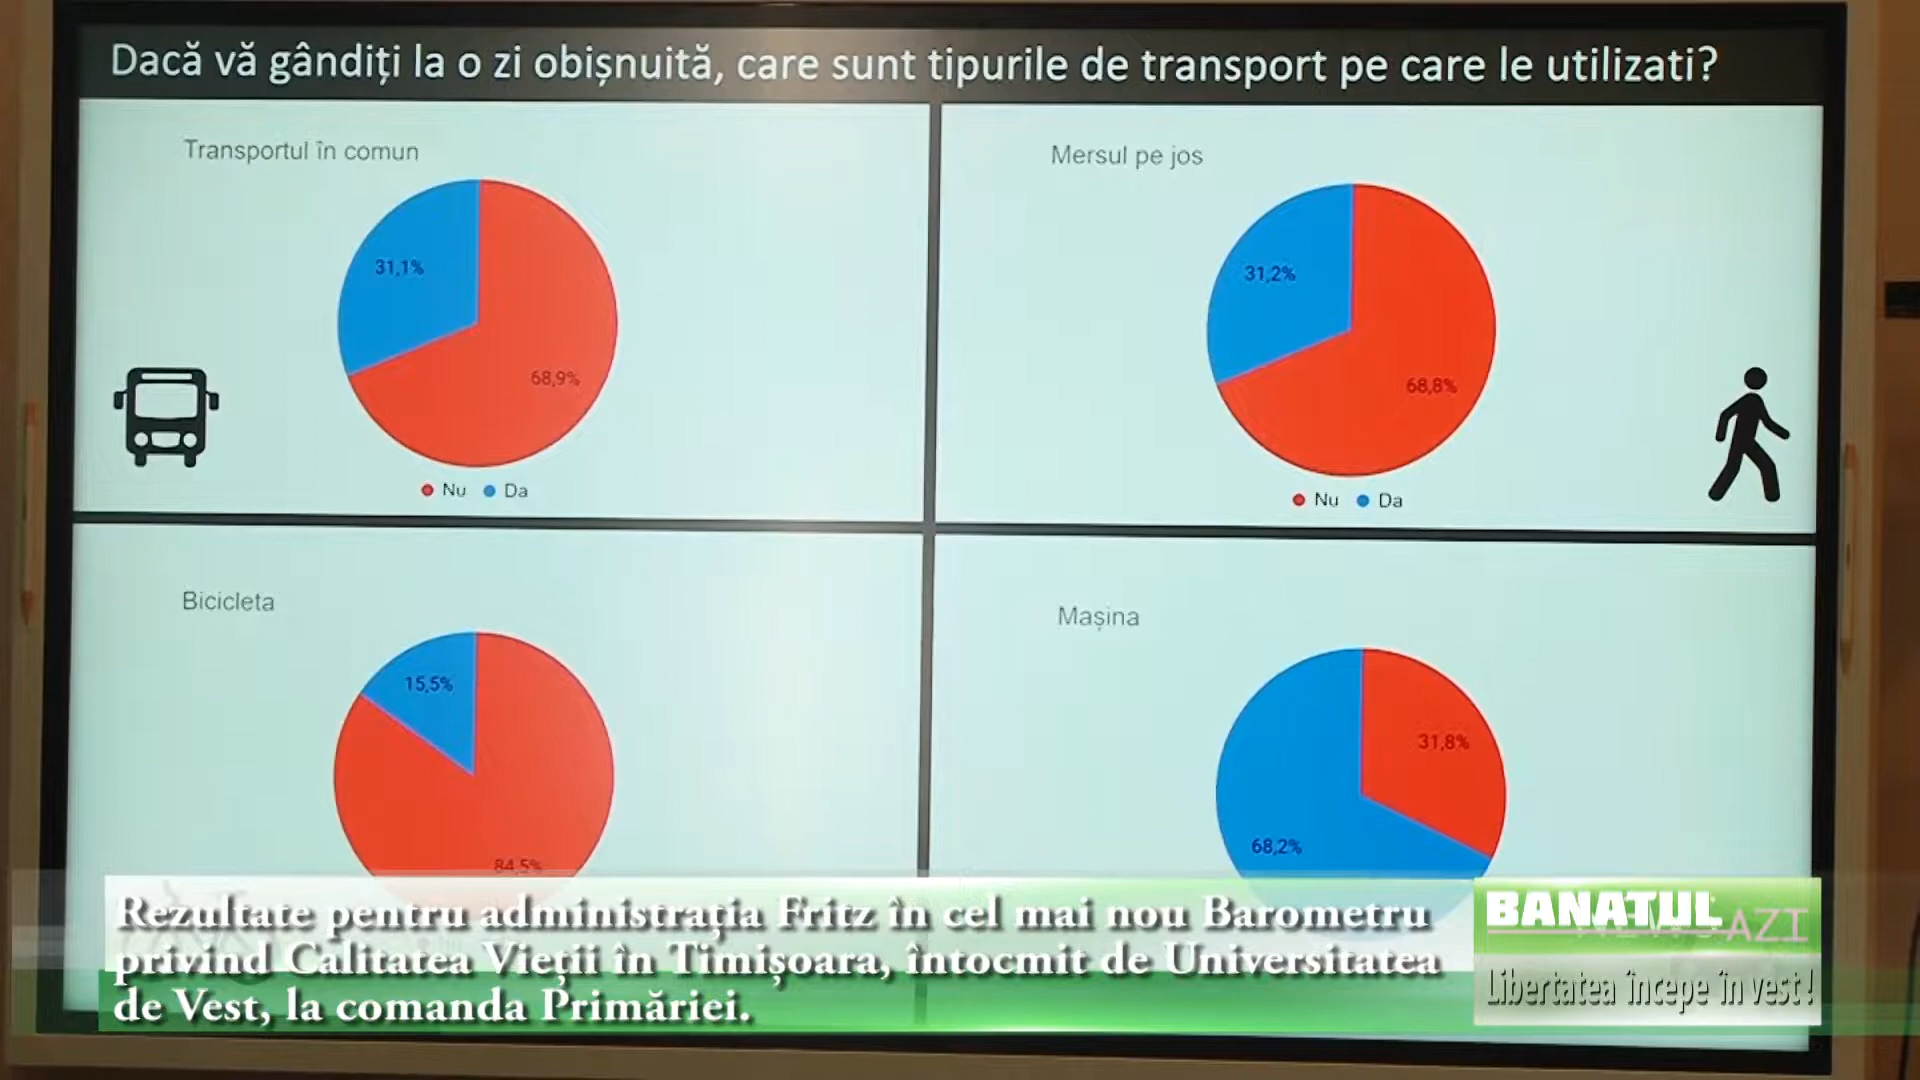 Dacă vă gândiți la o zi obișnuită, care sunt tipurile de transport pe care le utilizati?
Transportul în comun
31,1%
68,9%
Nu Da
Mersul pe jos
31,2%
68,8%
Nu Da
Bicicleta
15,5%
84,5%
Mașina
31,8%
68,2%
Rezultate pentru administrația Fritz în cel mai nou Barometru
privind Calitatea Vieții în Timișoara, întocmit de Universitatea
de Vest, la comanda Primăriei.
BANATUL
AZI
Libertatea începe în vest!